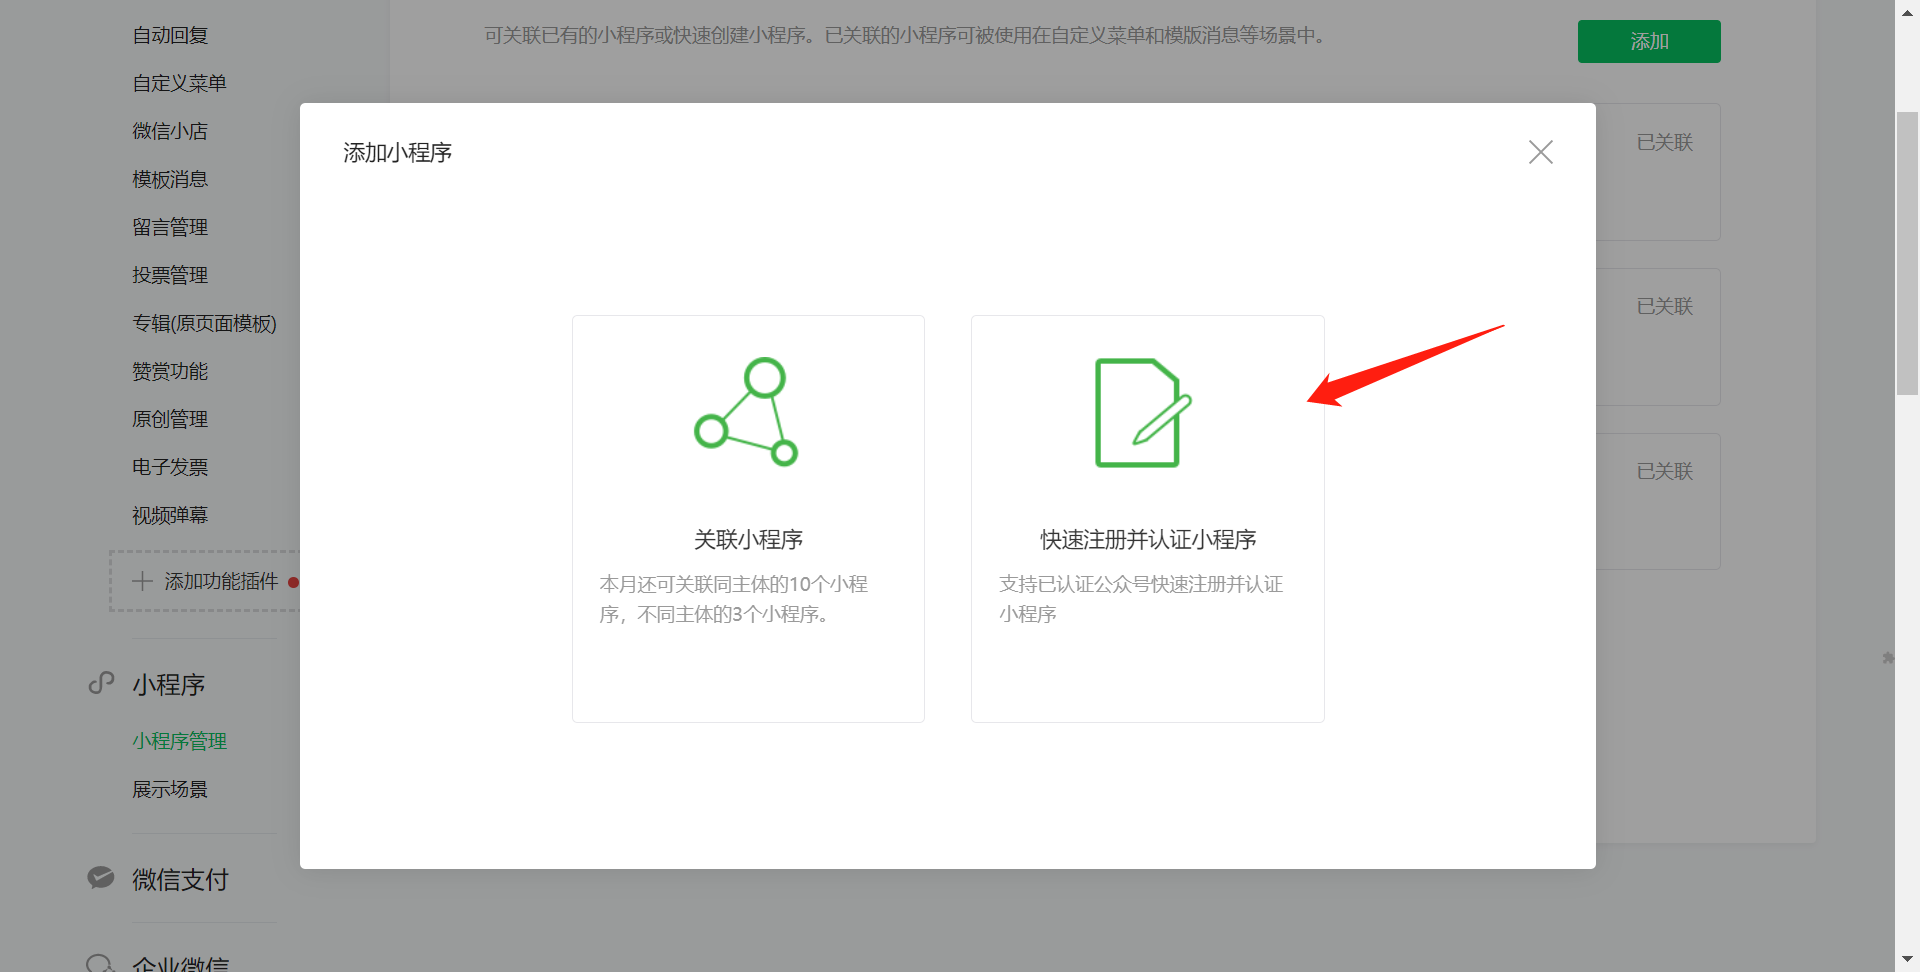 自动回复
自定义菜单
微信小店
模板消息
留言管理
投票管理
专辑(原页面模板)
赞赏功能
原创管理
电子发票
视频弹幕
添加功能插件
小程序
小程序管理
展示场景
微信支付
企业微信
可关联已有的小程序或快速创建小程序。已关联的小程序可被使用在自定义菜单和模版消息等场景中。
添加
已关联
已关联
已关联
添加小程序
关联小程序
本月还可关联同主体的10个小程
序，不同主体的3个小程序。
快速注册并认证小程序
支持已认证公众号快速注册并认证
小程序